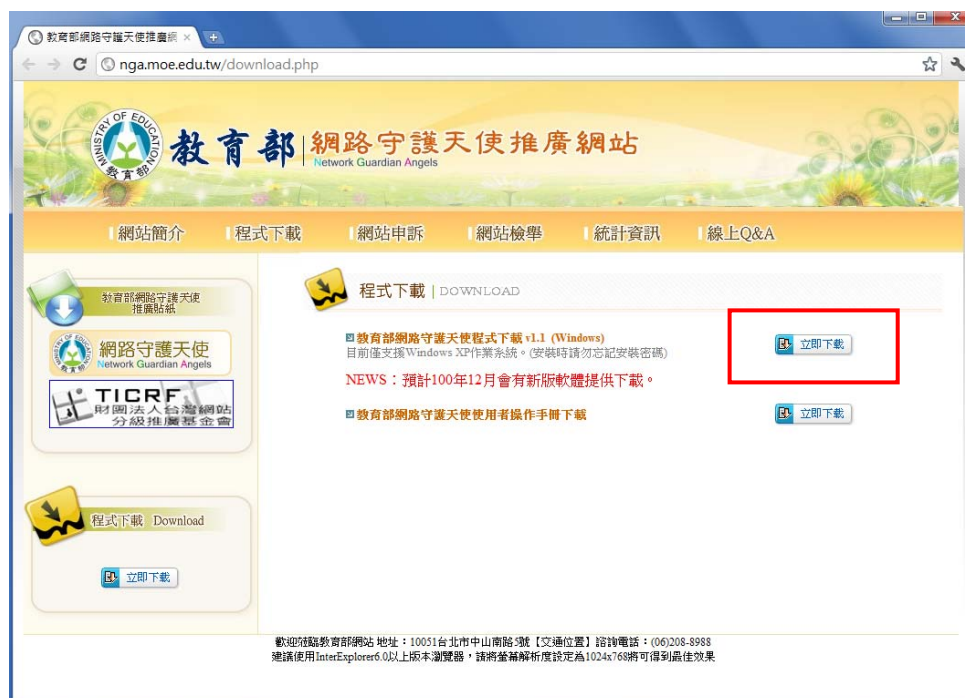 教育部網路守護天使推廣網 ×
nga.moe.edu.tw/download.php
MINISTRY OF EDUCATION
教育部
教育部
網路守護天使推廣網站
Network Guardian Angels
網站簡介
程式下載
網站申訴
網站檢舉
統計資訊
線上Q&A
教育部網路守護天使
推廣貼紙
網路守護天使
Network Guardian Angels
TICRF
財團法人台灣網站
分級推廣基金會
程式下載 Download
立即下載
程式下載 | DOWNLOAD
教育部網路守護天使程式下載 v1.1 (Windows)
立即下載
目前僅支援Windows XP作業系統。(安裝時請勿忘記安裝密碼)
NEWS：預計100年12月會有新版軟體提供下載。
教育部網路守護天使使用者操作手冊下載
立即下載
歡迎蒞臨教育部網站 地址：10051台北市中山南路5號【交通位置】諮詢電話：(06)208-8988
建議使用InterExplorer6.0以上版本瀏覽器，請將螢幕解析度設定為1024x768將可得到最佳效果